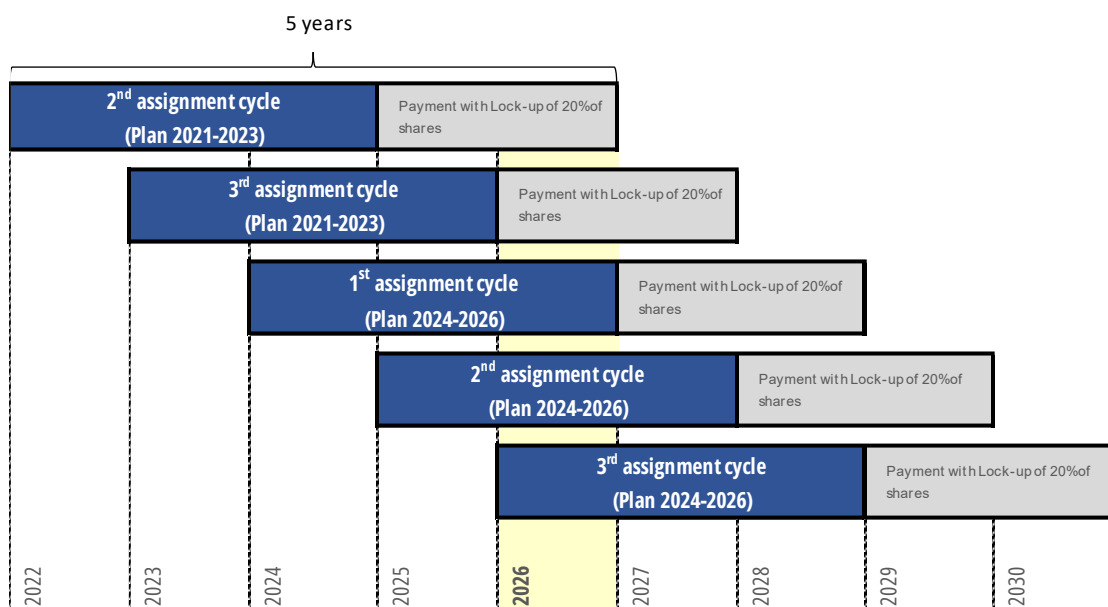 5 years
2nd assignment cycle
(Plan 2021-2023)
Payment with Lock-up of 20%of
shares
3rd assignment cycle
(Plan 2021-2023)
Payment with Lock-up of 20%of
shares
1st assignment cycle
(Plan 2024-2026)
Payment with Lock-up of 20%of
shares
2nd assignment cycle
(Plan 2024-2026)
Payment with Lock-up of 20%of
shares
3rd assignment cycle
(Plan 2024-2026)
Payment with Lock-up of 20%of
shares
2022
2023
2024
2025
2026
2027
2028
2029
2030